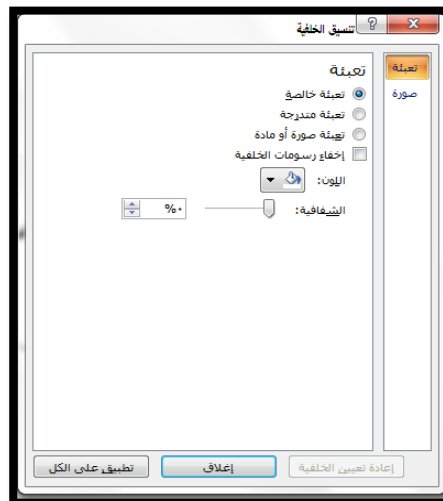 تنسيق الخلفية
تعبئة
صورة
تعبئة
تعبئة خالصة
تعبئة متدرجة
تعبئة صورة أو مادة
إخفاء رسومات الخلفية
اللون:
الشفافية: ٠%
إعادة تعيين الخلفية
إغلاق
تطبيق على الكل